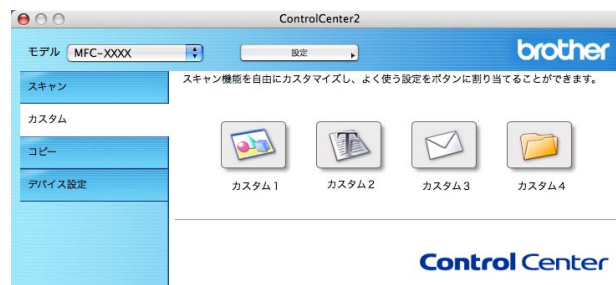 ControlCenter2
モデル MFC-XXXX 設定 brother
スキャン
カスタム
コピー
デバイス設定
スキャン機能を自由にカスタマイズし、よく使う設定をボタンに割り当てることができます。
カスタム1 カスタム2 カスタム3 カスタム4
Control Center